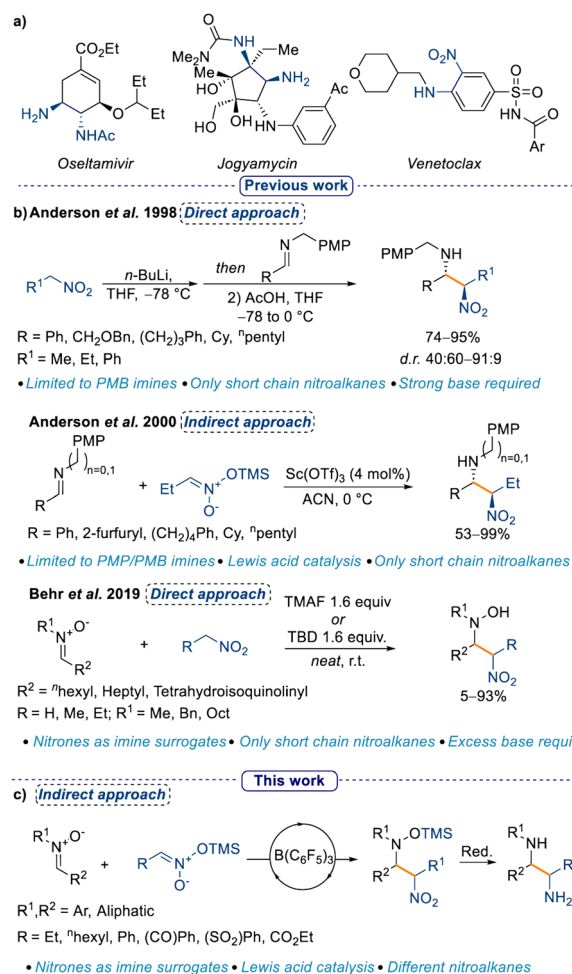 a)
CO2Et
Et
H2N
O
Et
NHAc
Oseltamivir
O
HN
Me
Me2N
Me
HO
NH2
HO
HO
HN
Ac
Jogyamycin
O
NO2
HN
O O
S
HN
O
Ar
Venetoclax
Previous work
b) Anderson et al. 1998 Direct approach
R1 NO2
n-BuLi,
THF, −78 °C
then
N PMP
R
2) AcOH, THF
−78 to 0 °C
PMP NH
R R1
NO2
R = Ph, CH2OBn, (CH2)3Ph, Cy, npentyl
R1 = Me, Et, Ph
74–95%
d.r. 40:60–91:9
• Limited to PMB imines • Only short chain nitroalkanes • Strong base required
Anderson et al. 2000 Indirect approach
PMP
( )n=0,1
N
R
+
Et N+ OTMS
O-
Sc(OTf)3 (4 mol%)
ACN, 0 °C
PMP
( )n=0,1
HN
R Et
NO2
R = Ph, 2-furfuryl, (CH2)4Ph, Cy, npentyl
53–99%
• Limited to PMP/PMB imines • Lewis acid catalysis • Only short chain nitroalkanes
Behr et al. 2019 Direct approach
R1 N+ O-
R2
+
R NO2
TMAF 1.6 equiv
or
TBD 1.6 equiv.
neat, r.t.
R1 N OH
R2 R
NO2
5–93%
R2 = nhexyl, Heptyl, Tetrahydroisoquinolinyl
R = H, Me, Et; R1 = Me, Bn, Oct
• Nitrones as imine surrogates • Only short chain nitroalkanes • Excess base requi
This work
c) Indirect approach
R1 N+ O-
R2
+
R N+ OTMS
O-
B(C6F5)3
R1 N OTMS
R2 R1
NO2
Red.
R1 NH
R2
NH2
R1,R2 = Ar, Aliphatic
R = Et, nhexyl, Ph, (CO)Ph, (SO2)Ph, CO2Et
• Nitrones as imine surrogates • Lewis acid catalysis • Different nitroalkanes